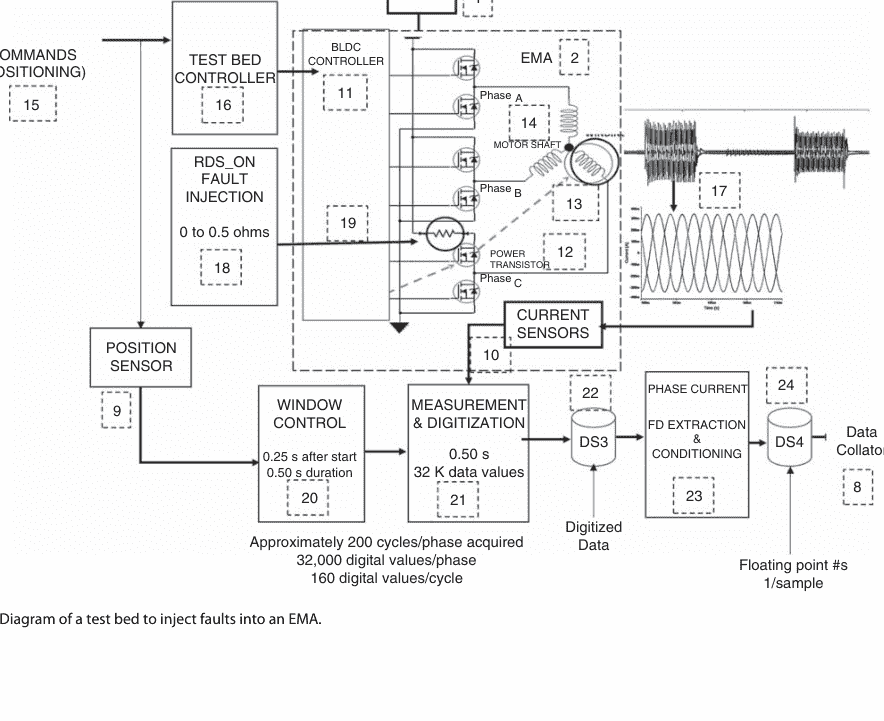 1
OMMANDS
OSITIONING)
15
TEST BED
CONTROLLER
16
BLDC
CONTROLLER
11
EMA 2
Phase A
14
MOTOR SHAFT
RDS_ON
FAULT
INJECTION
0 to 0.5 ohms
18
19
Phase B
13
17
POWER
TRANSISTOR
12
Phase C
Current [A]
Time [s]
CURRENT
SENSORS
10
POSITION
SENSOR
9
WINDOW
CONTROL
0.25 s after start
0.50 s duration
20
MEASUREMENT
& DIGITIZATION
0.50 s
32 K data values
21
22
DS3
PHASE CURRENT
FD EXTRACTION
&
CONDITIONING
23
24
DS4
Data
Collator
8
Digitized
Data
Approximately 200 cycles/phase acquired
32,000 digital values/phase
160 digital values/cycle
Floating point #s
1/sample
Diagram of a test bed to inject faults into an EMA.